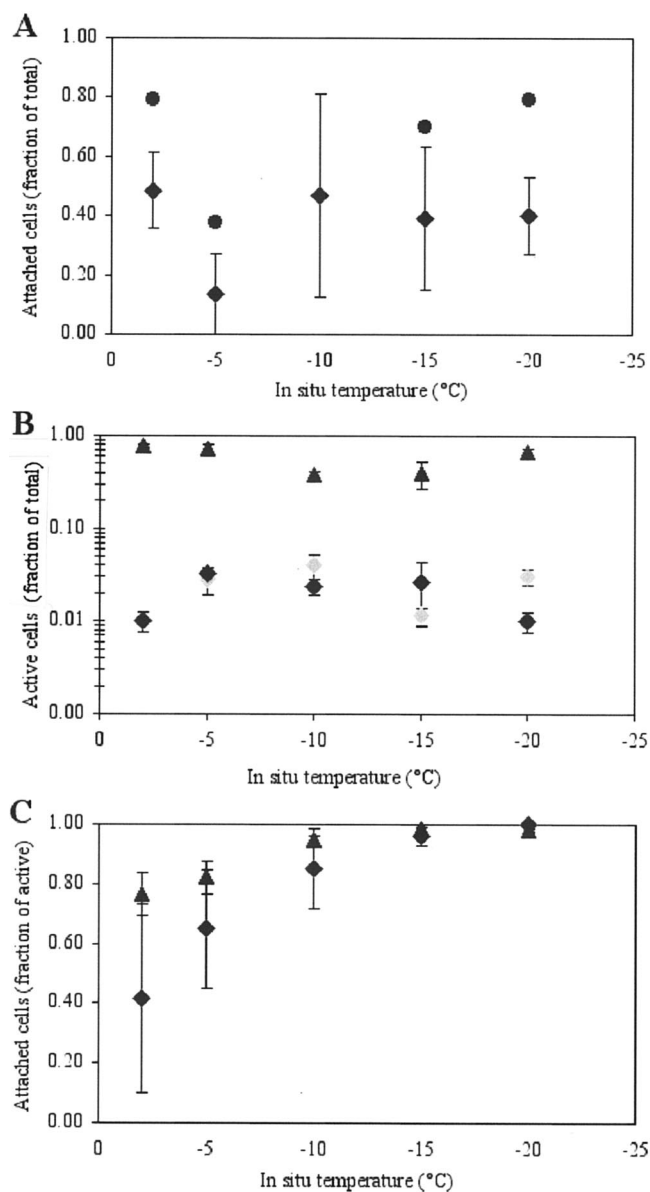 A
Attached cells (fraction of total)
1.00
0.80
0.60
0.40
0.20
0.00
0 -5 -10 -15 -20 -25
In situ temperature (°C)
B
Active cells (fraction of total)
1.00
0.10
0.01
0.00
0 -5 -10 -15 -20 -25
In situ temperature (°C)
C
Attached cells (fraction of active)
1.00
0.80
0.60
0.40
0.20
0.00
0 -5 -10 -15 -20 -25
In situ temperature (°C)